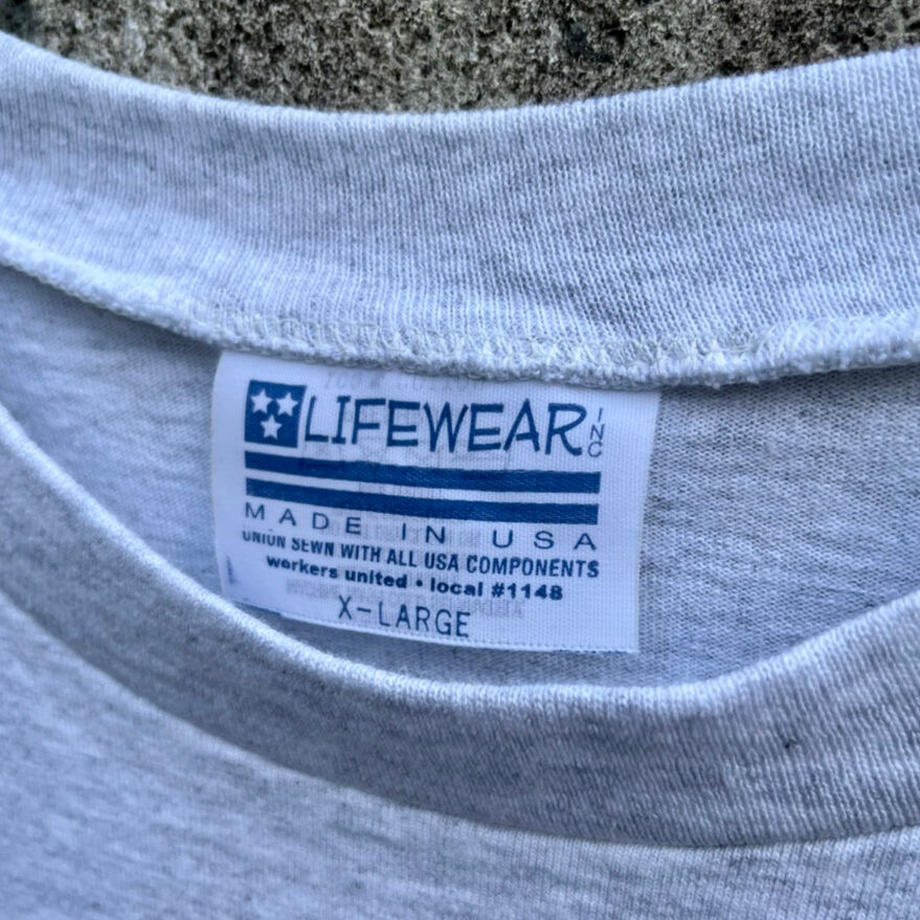 LIFEWEAR INC
MADE IN USA
UNION SEWN WITH ALL USA COMPONENTS
workers united • local #1148
X-LARGE